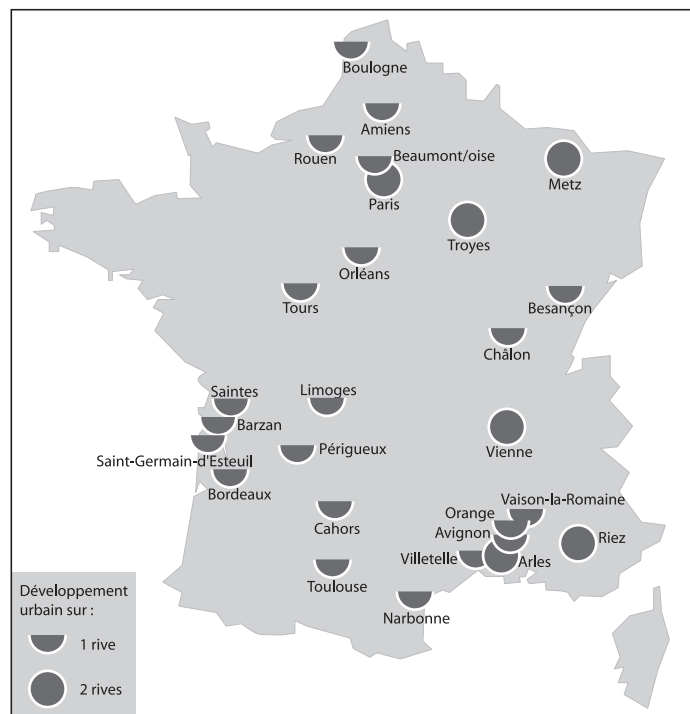 Boulogne
Amiens
Rouen
Beaumont/oise
Paris
Metz
Troyes
Orléans
Tours
Besançon
Châlon
Saintes
Limoges
Barzan
Saint-Germain-d'Esteuil
Périgueux
Vienne
Bordeaux
Vaison-la-Romaine
Cahors
Orange
Avignon
Riez
Villetelle
Arles
Toulouse
Narbonne
Développement
urbain sur :
1 rive
2 rives